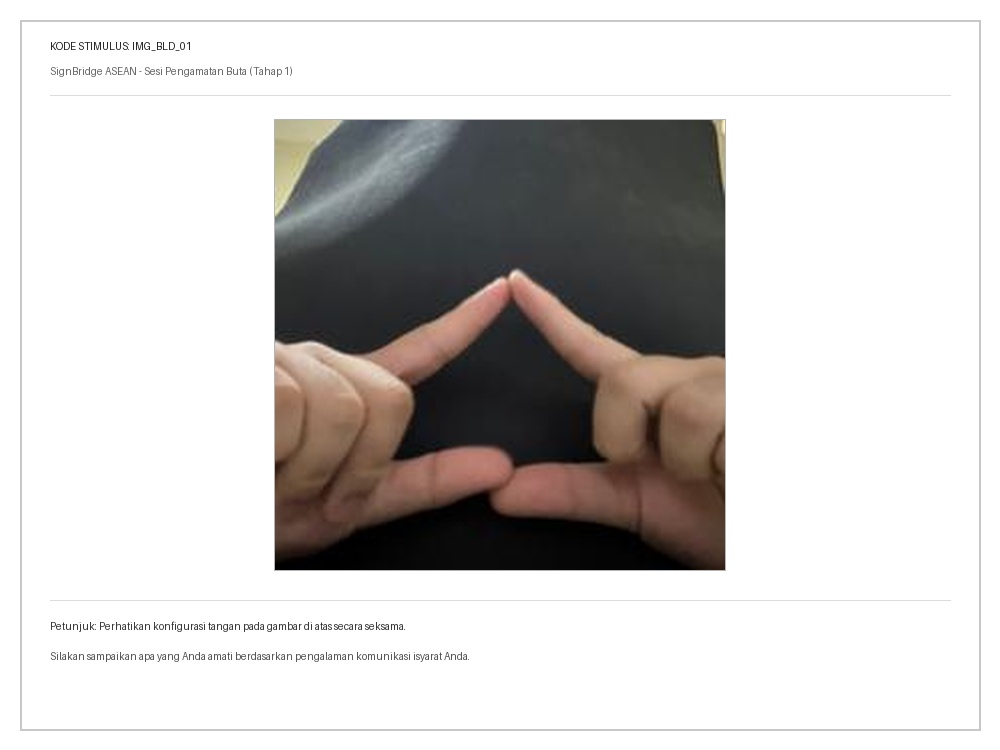 KODE STIMULUS: IMG_BLD_01
SignBridge ASEAN - Sesi Pengamatan Buta (Tahap 1)
Petunjuk: Perhatikan konfigurasi tangan pada gambar di atas secara seksama.
Silakan sampaikan apa yang Anda amati berdasarkan pengalaman komunikasi isyarat Anda.